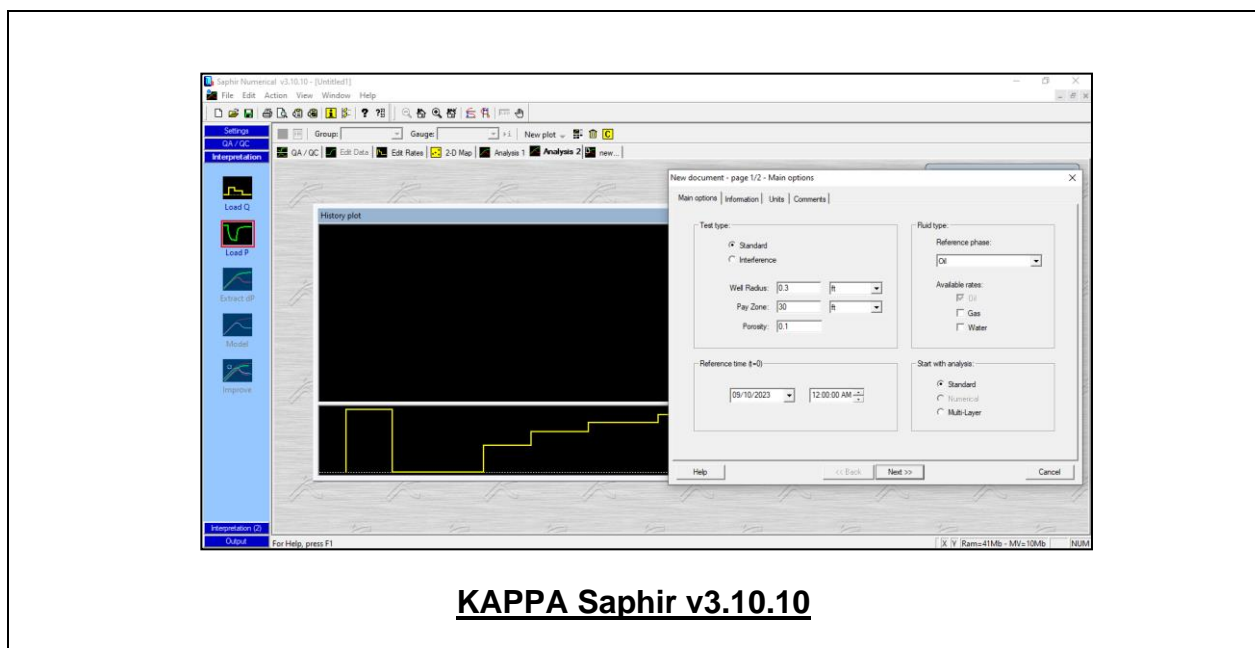 Saphir Numerical v3.10.10 - [Untitled1]
File Edit Action View Window Help
Settings
QA / QC
Interpretation
Group:
Gauge:
New plot
QA / QC
Edit Data
Edit Rates
2-D Map
Analysis 1
Analysis 2
new...
Load Q
Load P
Extract dP
Model
Improve
Interpretation (2)
Output
History plot
New document - page 1/2 - Main options
Main options
Information
Units
Comments
Test type:
Standard
Interference
Well Radius: 0.3 ft
Pay Zone: 30 ft
Porosity: 0.1
Fluid type:
Reference phase:
Oil
Available rates:
Oil
Gas
Water
Reference time (t=0)
09/10/2023 12:00:00 AM
Start with analysis:
Standard
Numerical
Multi-Layer
Help
<< Back
Next >>
Cancel
For Help, press F1
X Y Ram=41Mb - MV=10Mb NUM
KAPPA Saphir v3.10.10